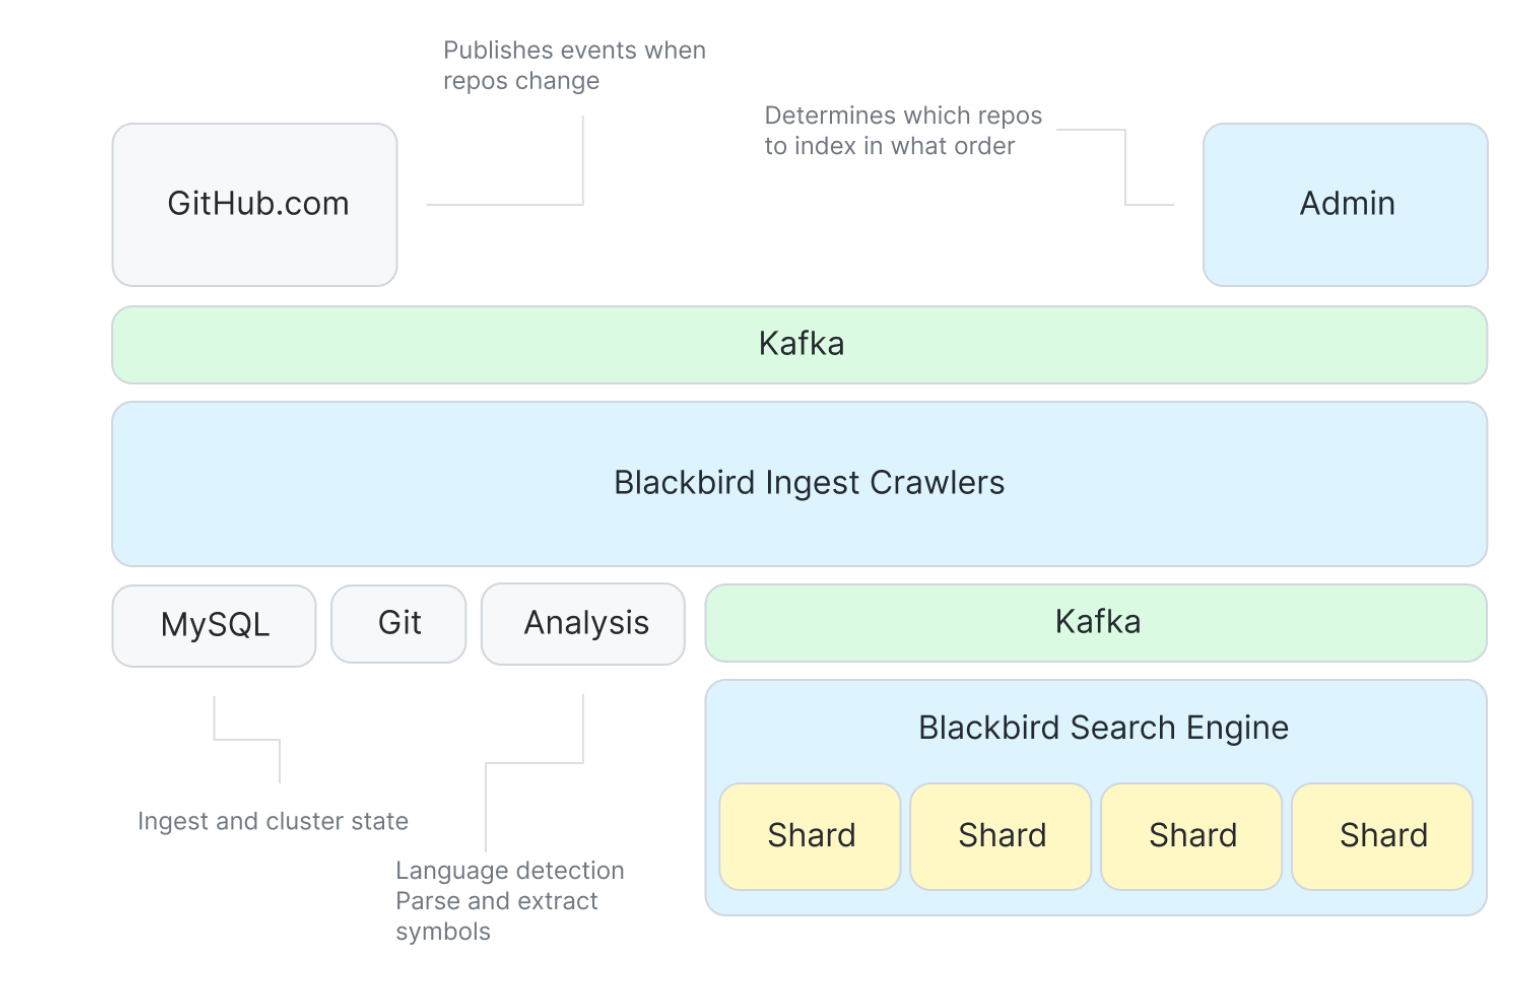 Publishes events when
repos change
Determines which repos
to index in what order
GitHub.com
Admin
Kafka
Blackbird Ingest Crawlers
MySQL
Git
Analysis
Kafka
Blackbird Search Engine
Shard
Shard
Shard
Shard
Ingest and cluster state
Language detection
Parse and extract
symbols